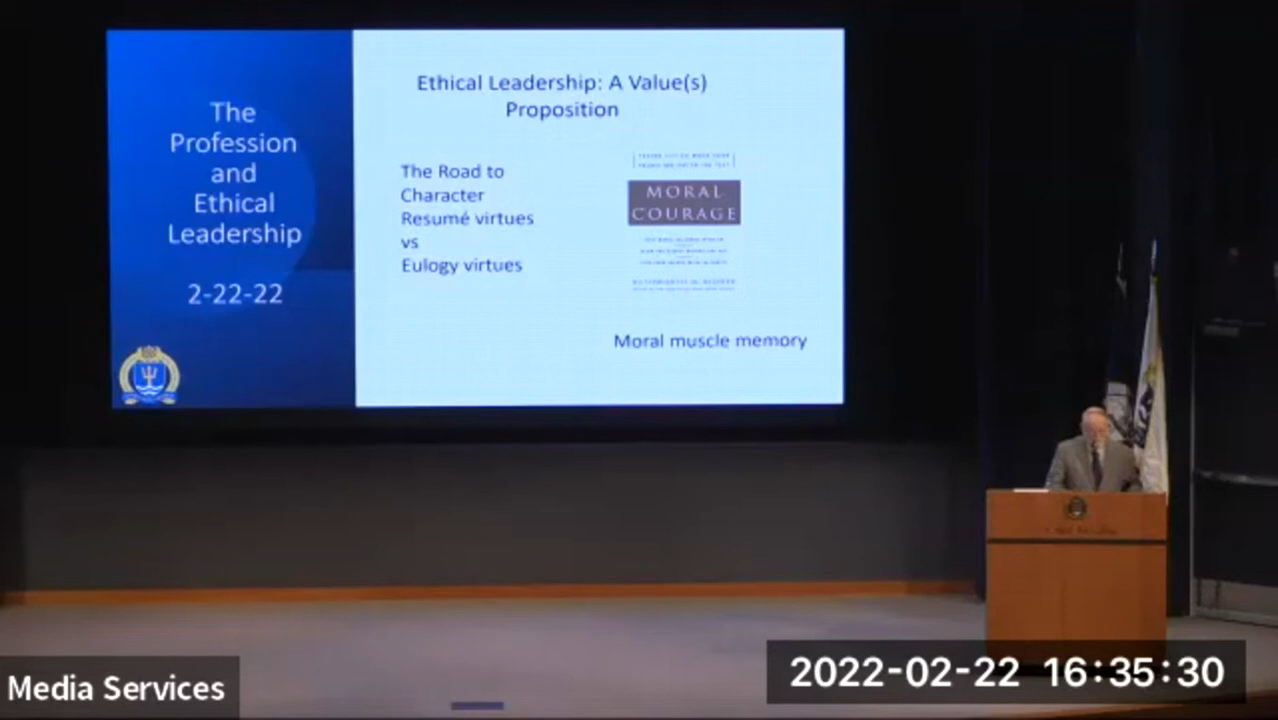 The
Profession
and
Ethical
Leadership
2-22-22
Ethical Leadership: A Value(s)
Proposition
The Road to
Character
Resumé virtues
vs
Eulogy virtues
MORAL
COURAGE
Moral muscle memory
Media Services
2022-02-22 16:35:30